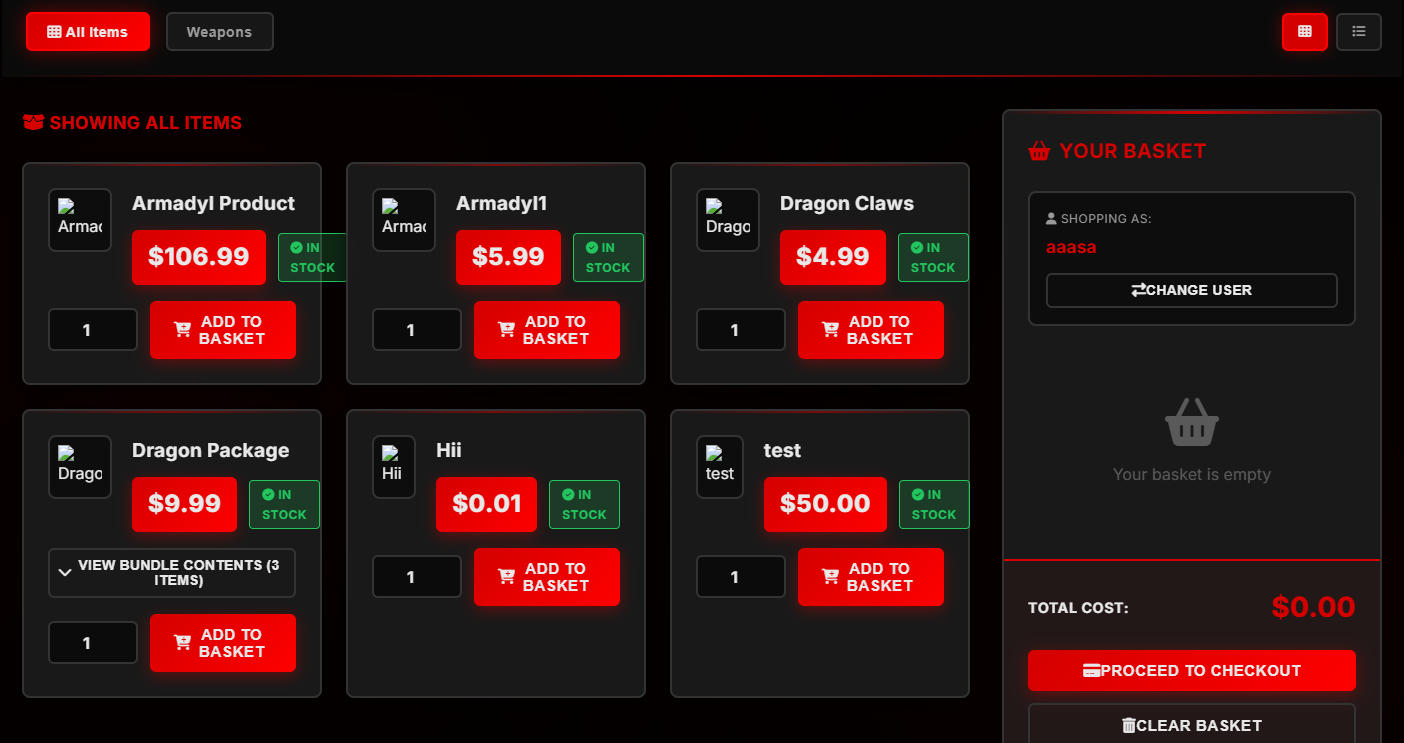 All Items
Weapons
SHOWING ALL ITEMS
Armadyl Product
$106.99
IN
STOCK
1
ADD TO
BASKET
Armadyl1
$5.99
IN
STOCK
1
ADD TO
BASKET
Dragon Claws
$4.99
IN
STOCK
1
ADD TO
BASKET
Dragon Package
$9.99
IN
STOCK
VIEW BUNDLE CONTENTS (3
ITEMS)
1
ADD TO
BASKET
Hii
Hii
$0.01
IN
STOCK
1
ADD TO
BASKET
test
test
$50.00
IN
STOCK
1
ADD TO
BASKET
YOUR BASKET
SHOPPING AS:
aaasa
CHANGE USER
Your basket is empty
TOTAL COST:
$0.00
PROCEED TO CHECKOUT
CLEAR BASKET